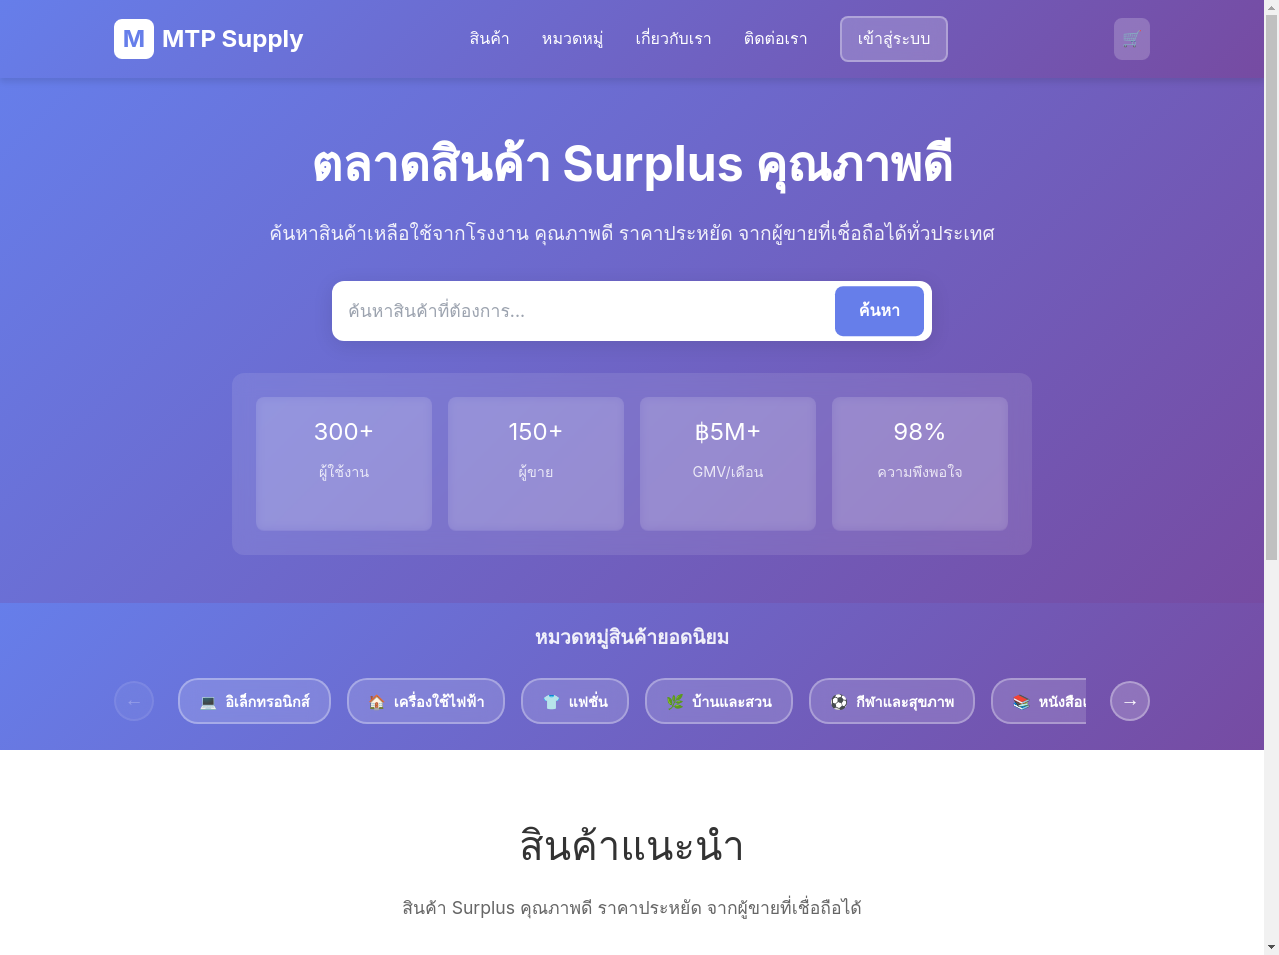 M MTP Supply
สินค้า
หมวดหมู่
เกี่ยวกับเรา
ติดต่อเรา
เข้าสู่ระบบ
ตลาดสินค้า Surplus คุณภาพดี
ค้นหาสินค้าเหลือใช้จากโรงงาน คุณภาพดี ราคาประหยัด จากผู้ขายที่เชื่อถือได้ทั่วประเทศ
ค้นหาสินค้าที่ต้องการ...
ค้นหา
300+
ผู้ใช้งาน
150+
ผู้ขาย
฿5M+
GMV/เดือน
98%
ความพึงพอใจ
หมวดหมู่สินค้ายอดนิยม
←
💻 อิเล็กทรอนิกส์
🏠 เครื่องใช้ไฟฟ้า
👕 แฟชั่น
🌿 บ้านและสวน
⚽ กีฬาและสุขภาพ
📚 หนังสือ
→
สินค้าแนะนำ
สินค้า Surplus คุณภาพดี ราคาประหยัด จากผู้ขายที่เชื่อถือได้